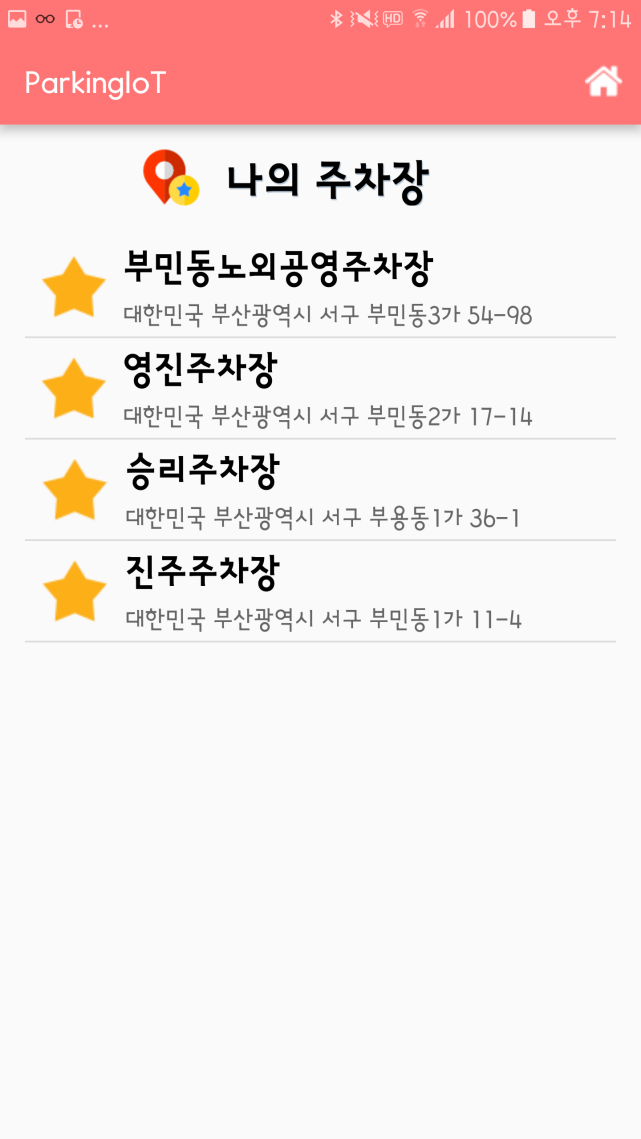 ... HD 100% 오후 7:14
ParkingIoT
나의 주차장
부민동노외공영주차장
대한민국 부산광역시 서구 부민동3가 54-98
영진주차장
대한민국 부산광역시 서구 부민동2가 17-14
승리주차장
대한민국 부산광역시 서구 부용동1가 36-1
진주주차장
대한민국 부산광역시 서구 부민동1가 11-4